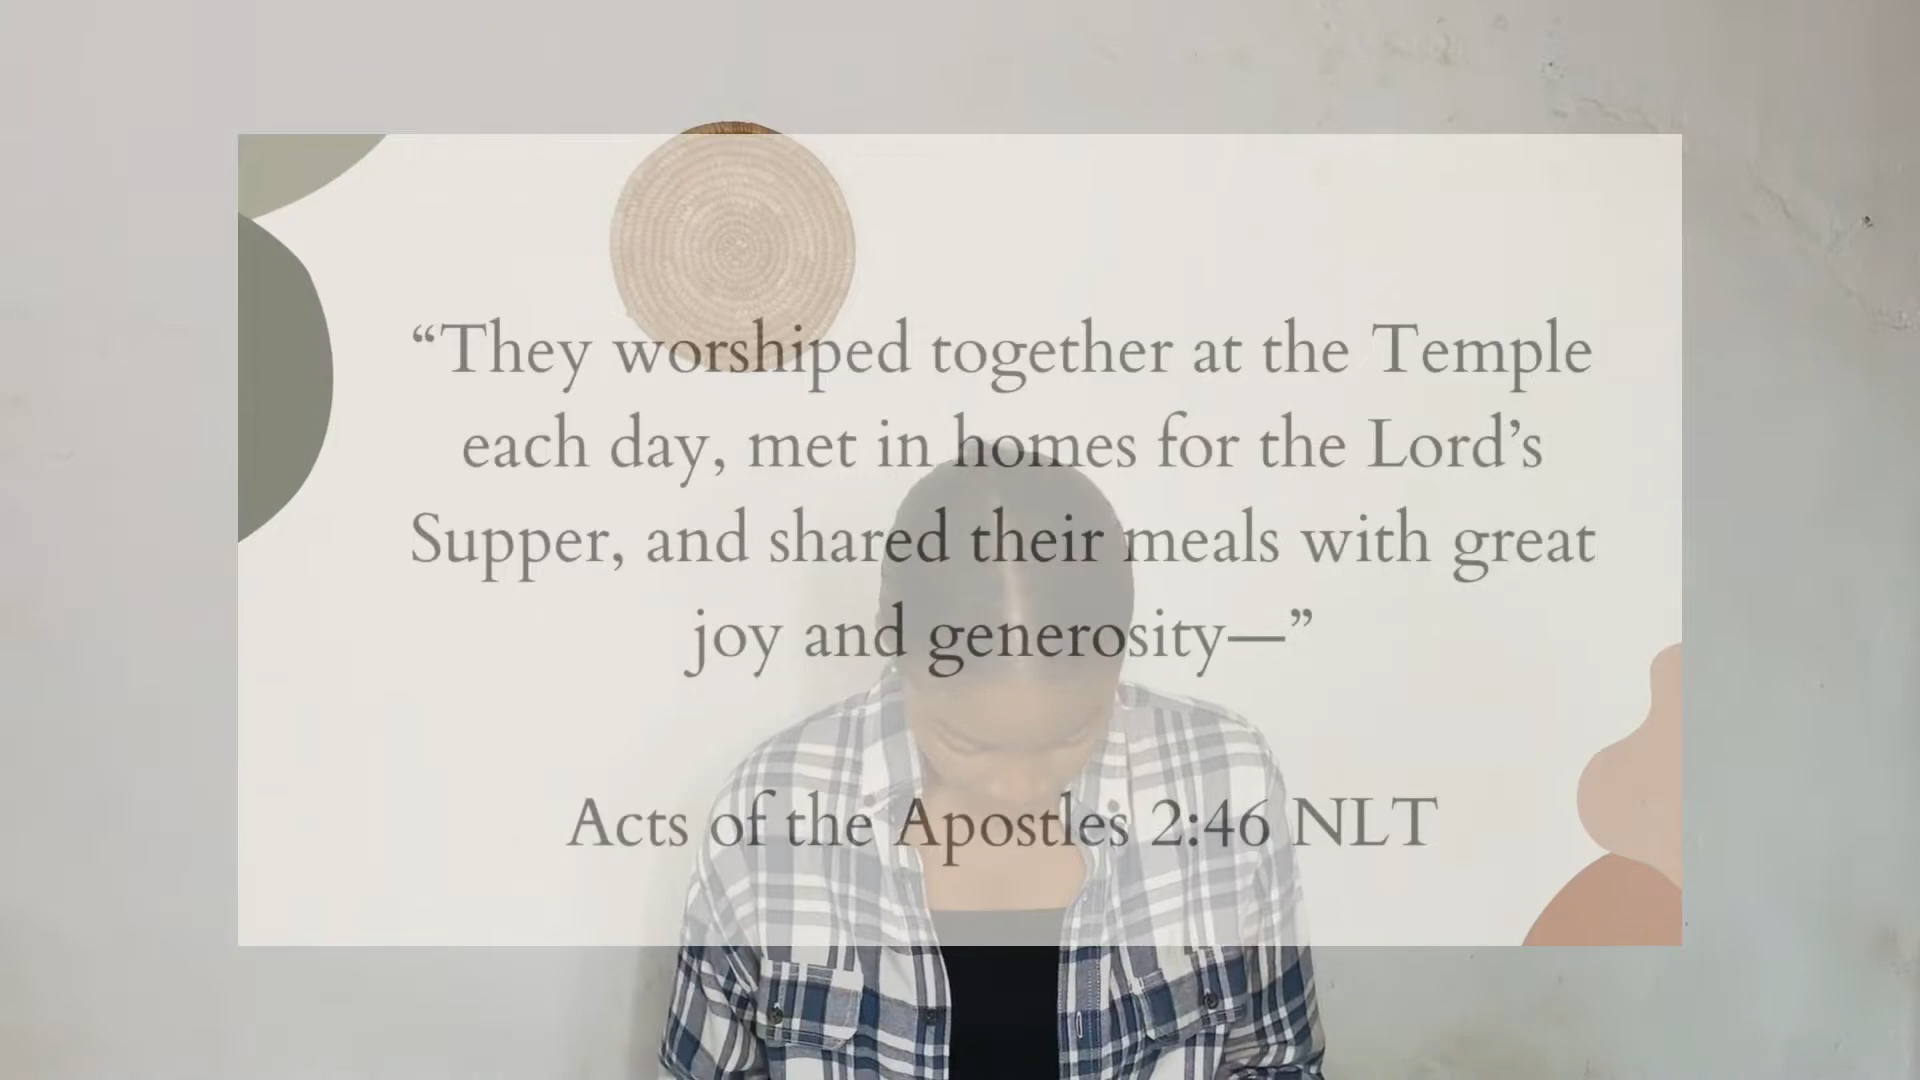 “They worshiped together at the Temple
each day, met in homes for the Lord’s
Supper, and shared their meals with great
joy and generosity—”
Acts of the Apostles 2:46 NLT